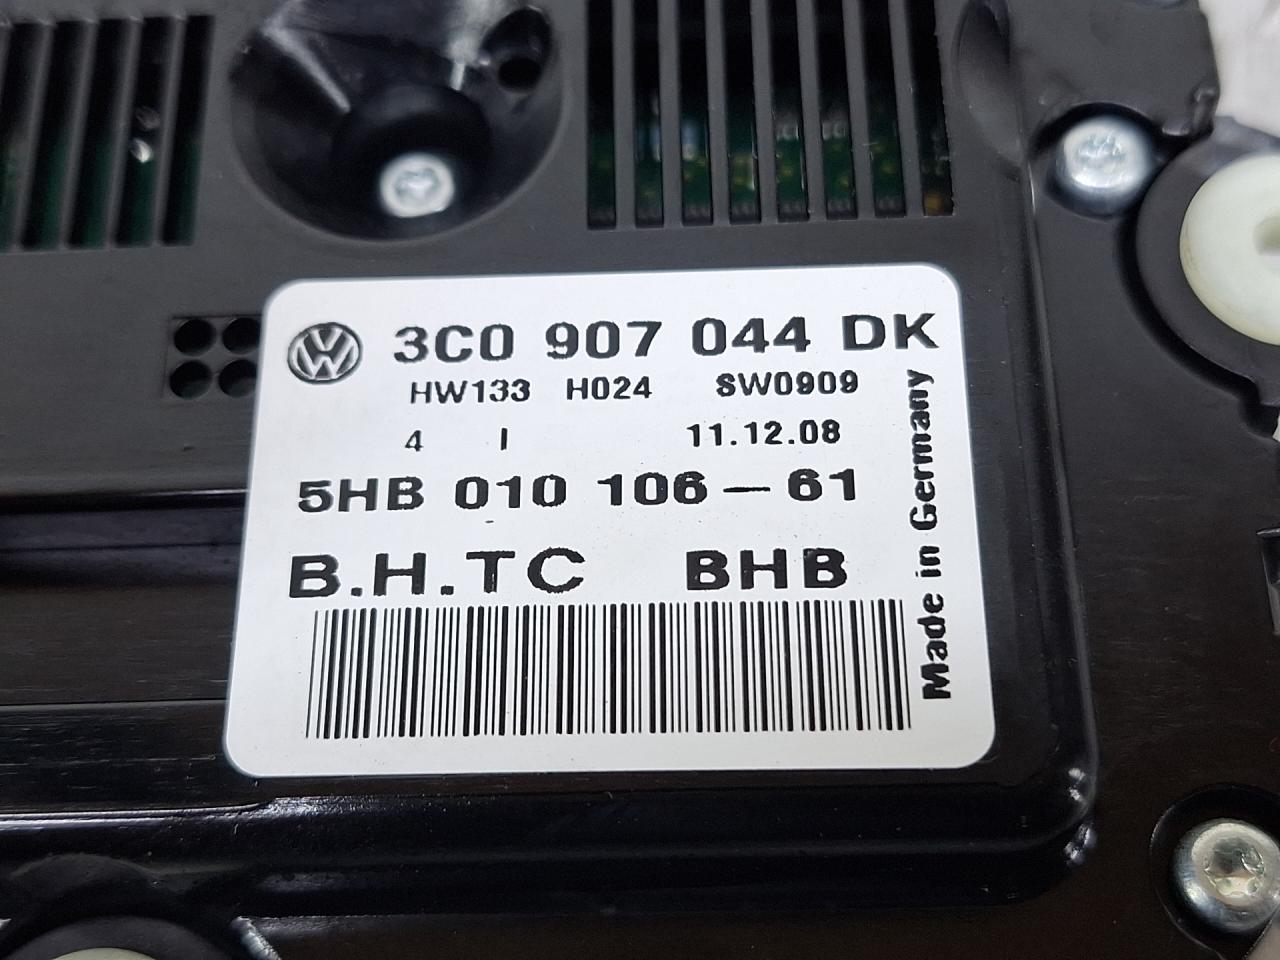 3C0 907 044 DK
HW133 H024 SW0909
4 I 11.12.08
5HB 010 106-61
B.H.TC BHB
Made in Germany